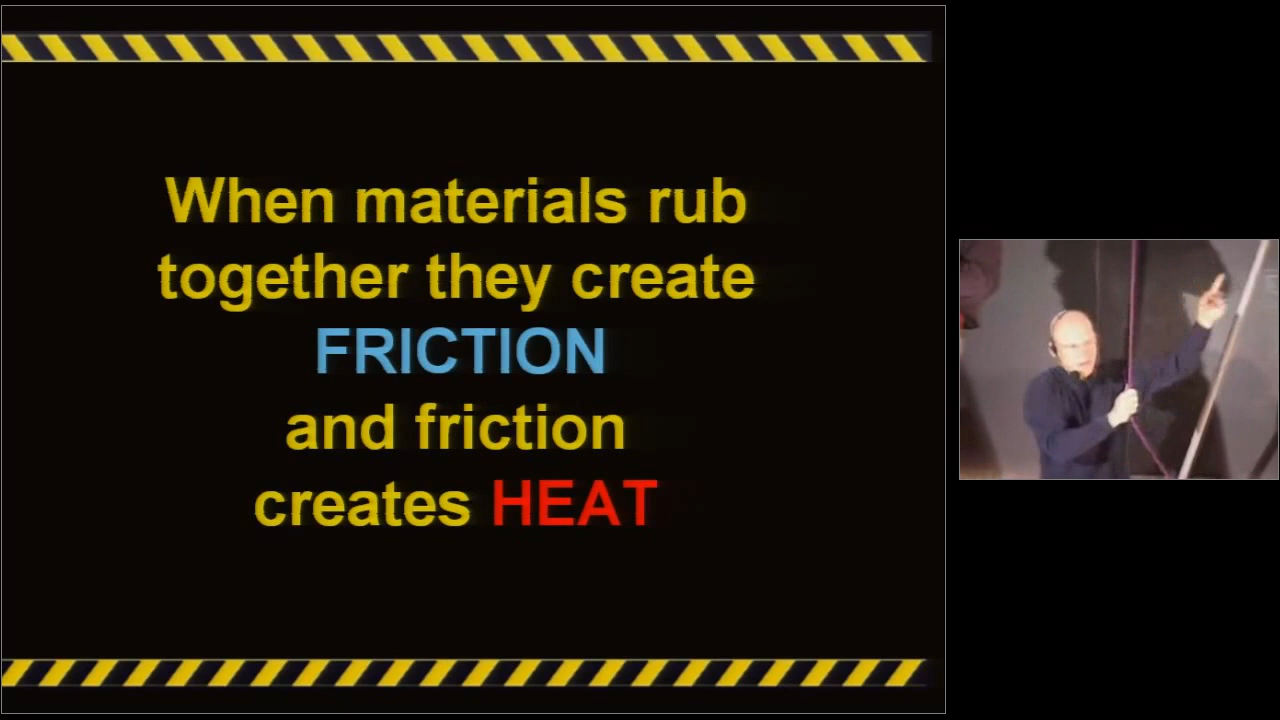 When materials rub
together they create
FRICTION
and friction
creates HEAT